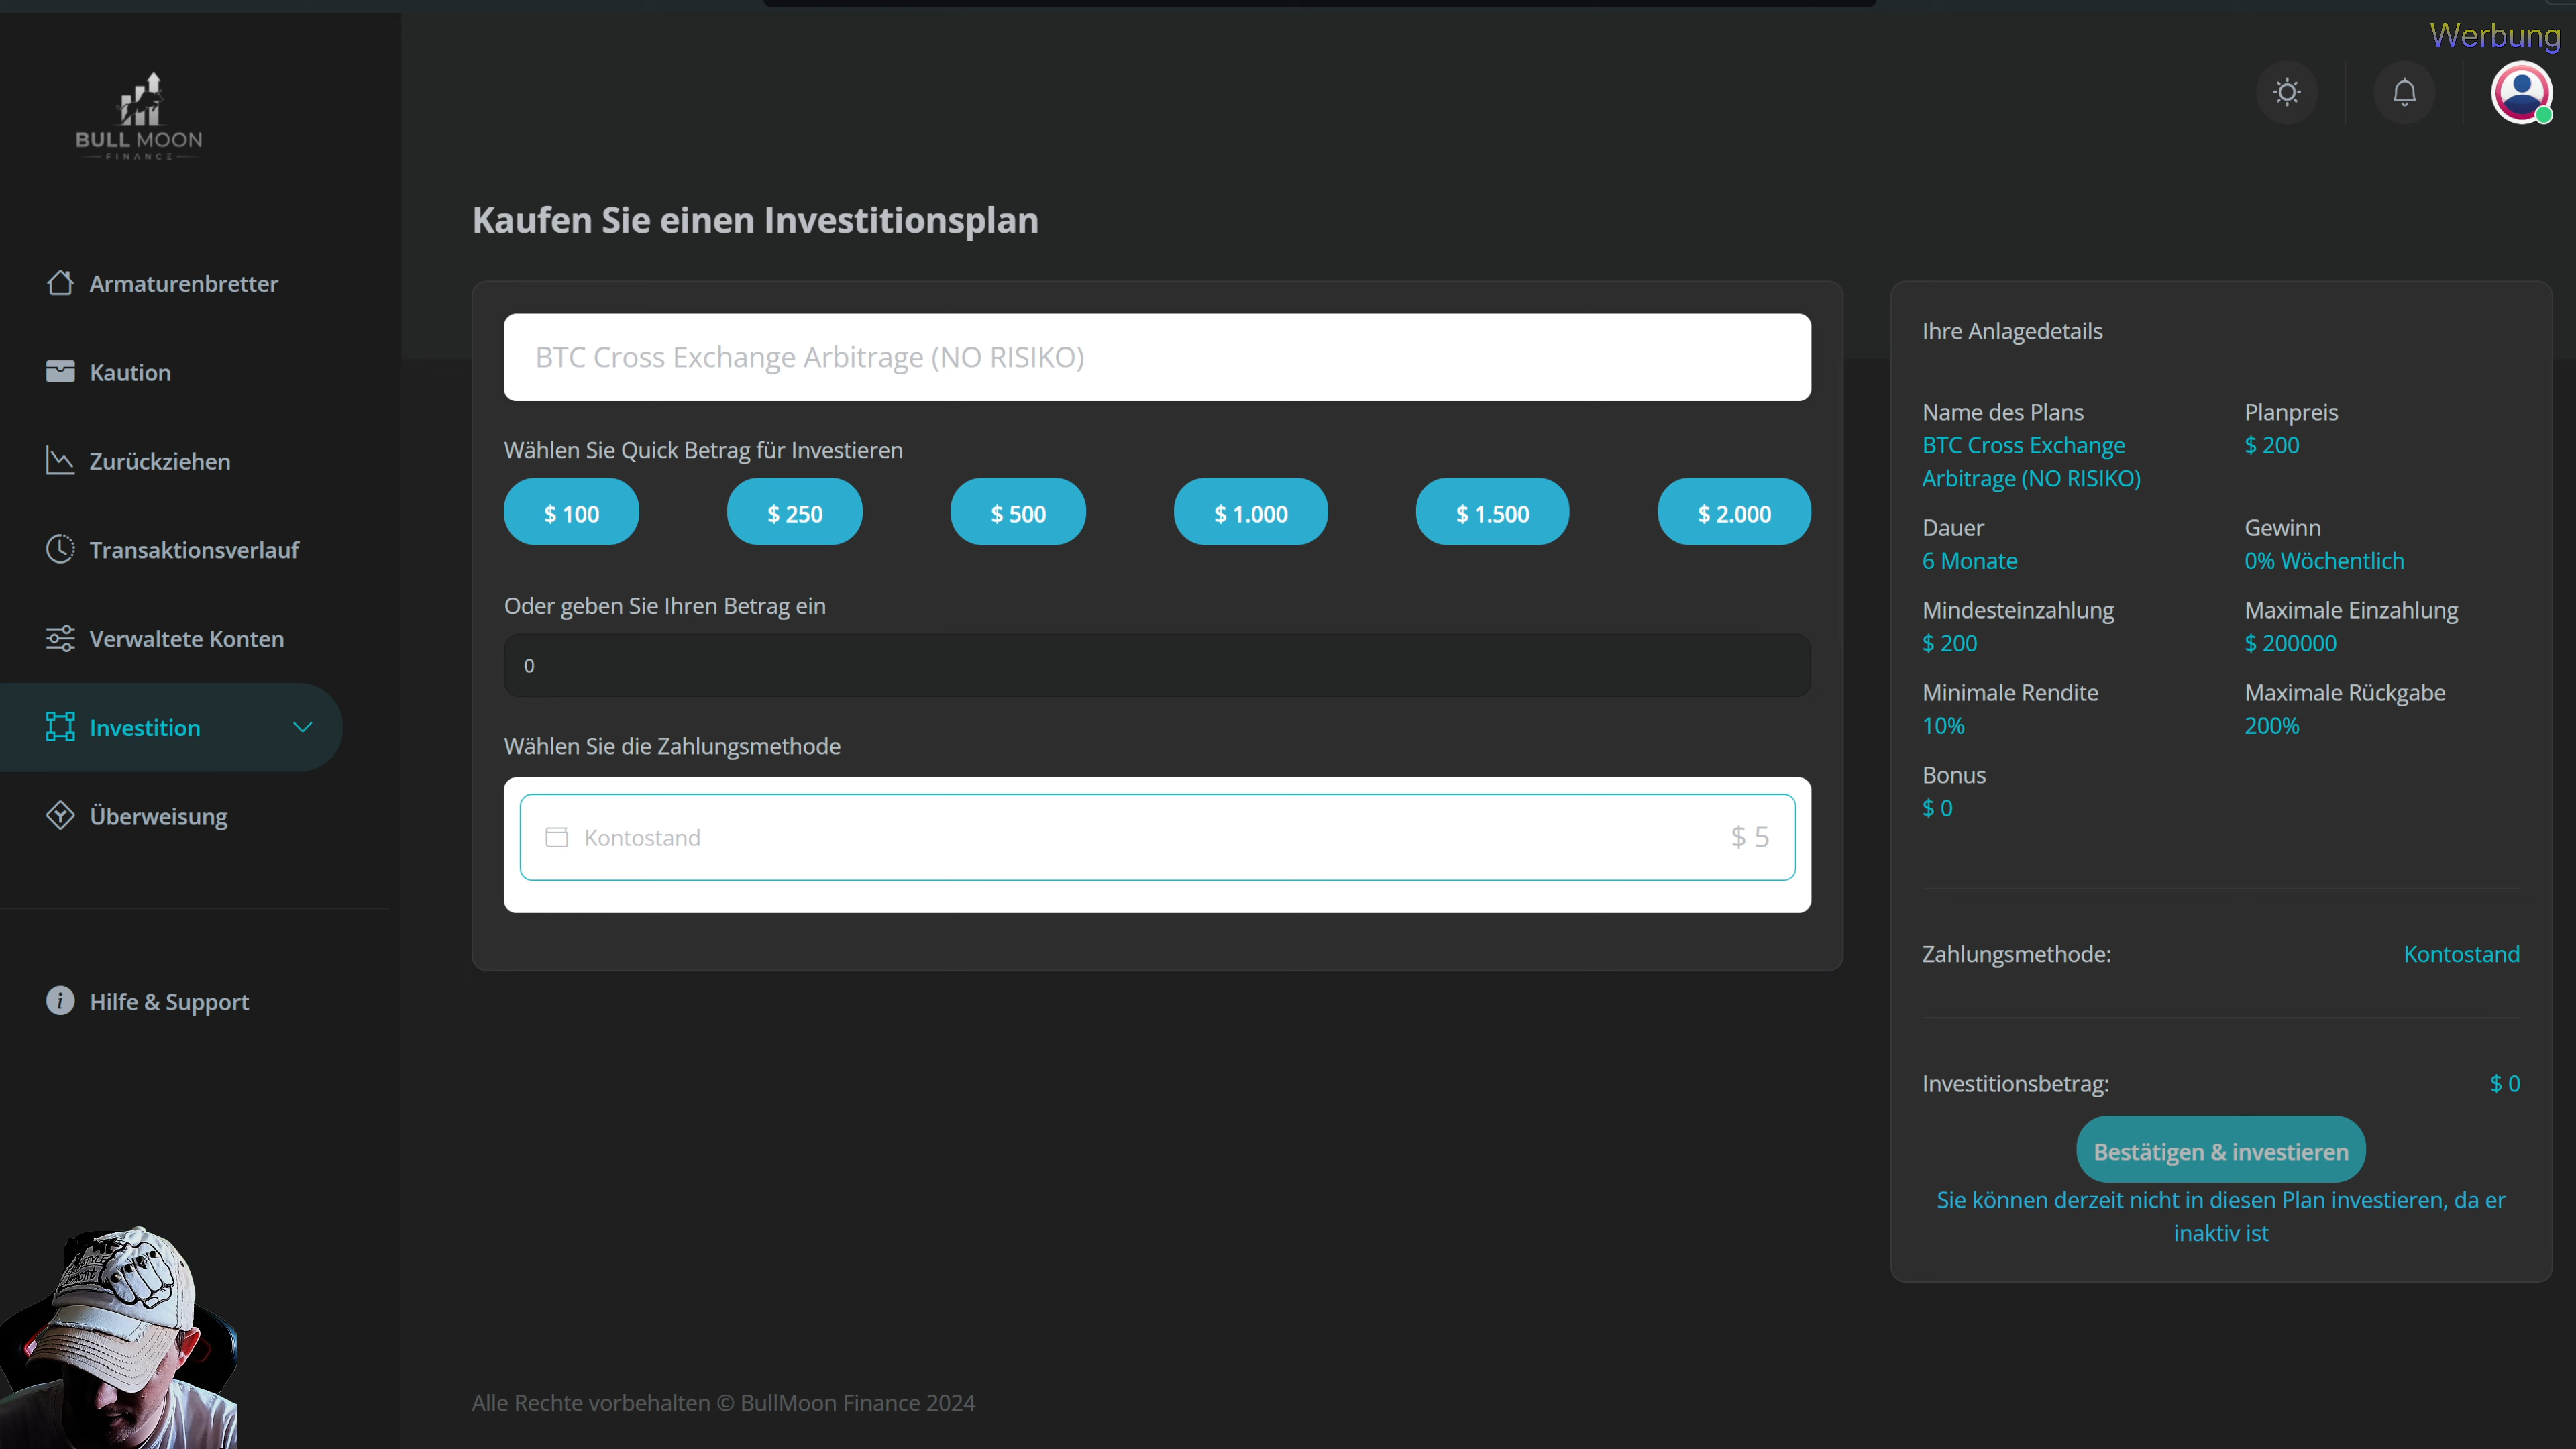 Werbung
BULL MOON
FINANCE
Armaturenbretter
Kaution
Zurückziehen
Transaktionsverlauf
Verwaltete Konten
Investition
Überweisung
Hilfe & Support
Kaufen Sie einen Investitionsplan
BTC Cross Exchange Arbitrage (NO RISIKO)
Wählen Sie Quick Betrag für Investieren
$ 100 $ 250 $ 500 $ 1.000 $ 1.500 $ 2.000
Oder geben Sie Ihren Betrag ein
0
Wählen Sie die Zahlungsmethode
Kontostand $ 5
Ihre Anlagedetails
Name des Plans Planpreis
BTC Cross Exchange $ 200
Arbitrage (NO RISIKO)
Dauer Gewinn
6 Monate 0% Wöchentlich
Mindesteinzahlung Maximale Einzahlung
$ 200 $ 200000
Minimale Rendite Maximale Rückgabe
10% 200%
Bonus
$ 0
Zahlungsmethode: Kontostand
Investitionsbetrag: $ 0
Bestätigen & investieren
Sie können derzeit nicht in diesen Plan investieren, da er
inaktiv ist
Alle Rechte vorbehalten © BullMoon Finance 2024